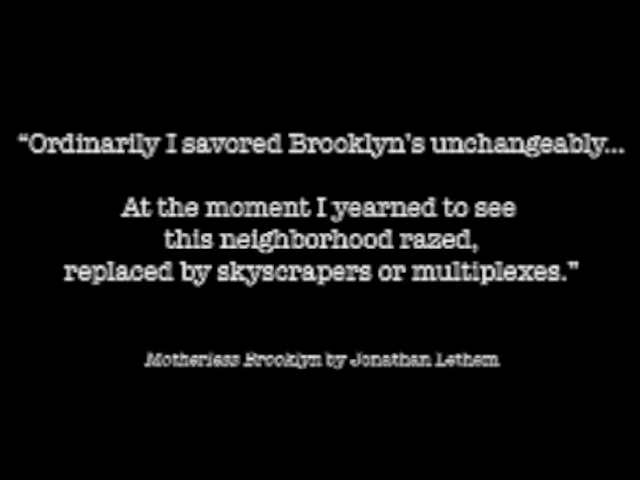 “Ordinarily I savored Brooklyn's unchangeably...
At the moment I yearned to see
this neighborhood razed,
replaced by skyscrapers or multiplexes.”
Motherless Brooklyn by Jonathan Lethem